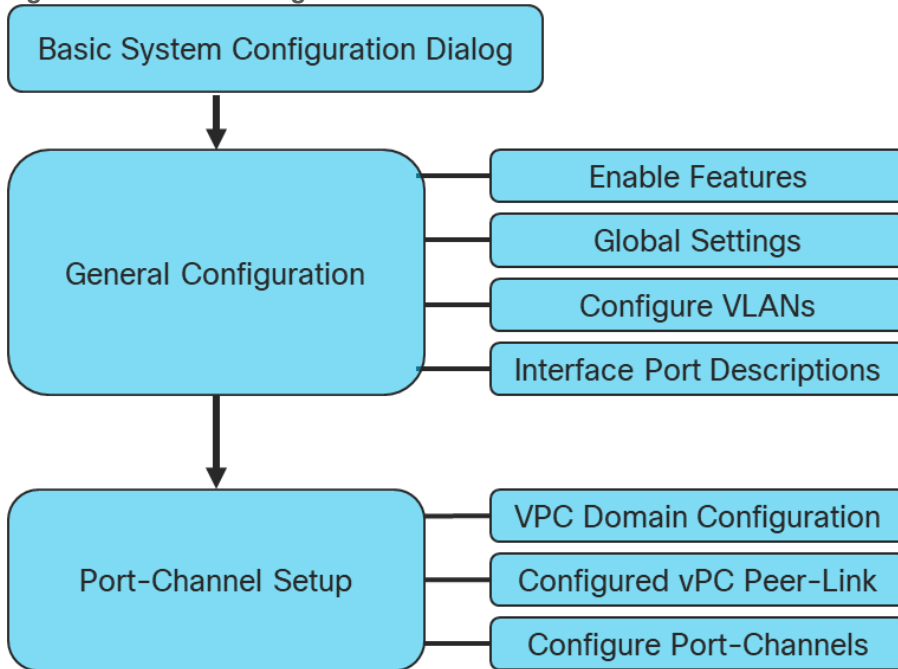 Basic System Configuration Dialog
General Configuration
Enable Features
Global Settings
Configure VLANs
Interface Port Descriptions
Port-Channel Setup
VPC Domain Configuration
Configured vPC Peer-Link
Configure Port-Channels